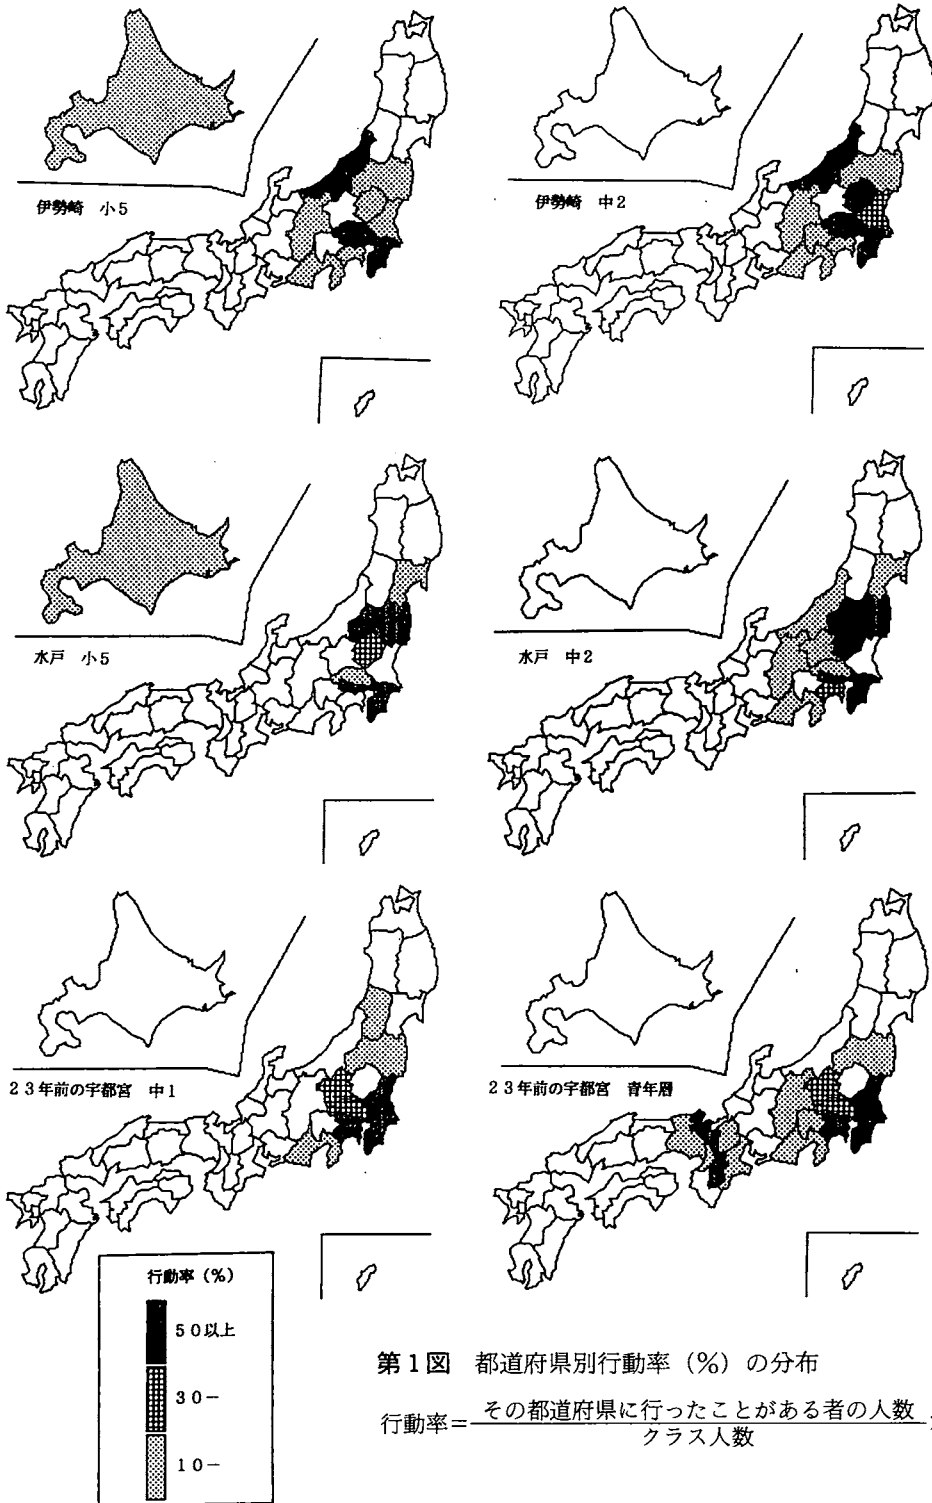 伊勢崎 小5
伊勢崎 中2
水戸 小5
水戸 中2
23年前の宇都宮 中1
23年前の宇都宮 青年層
行動率(%)
50以上
30−
10−
第1図 都道府県別行動率(%)の分布
行動率=その都道府県に行ったことがある者の人数
クラス人数